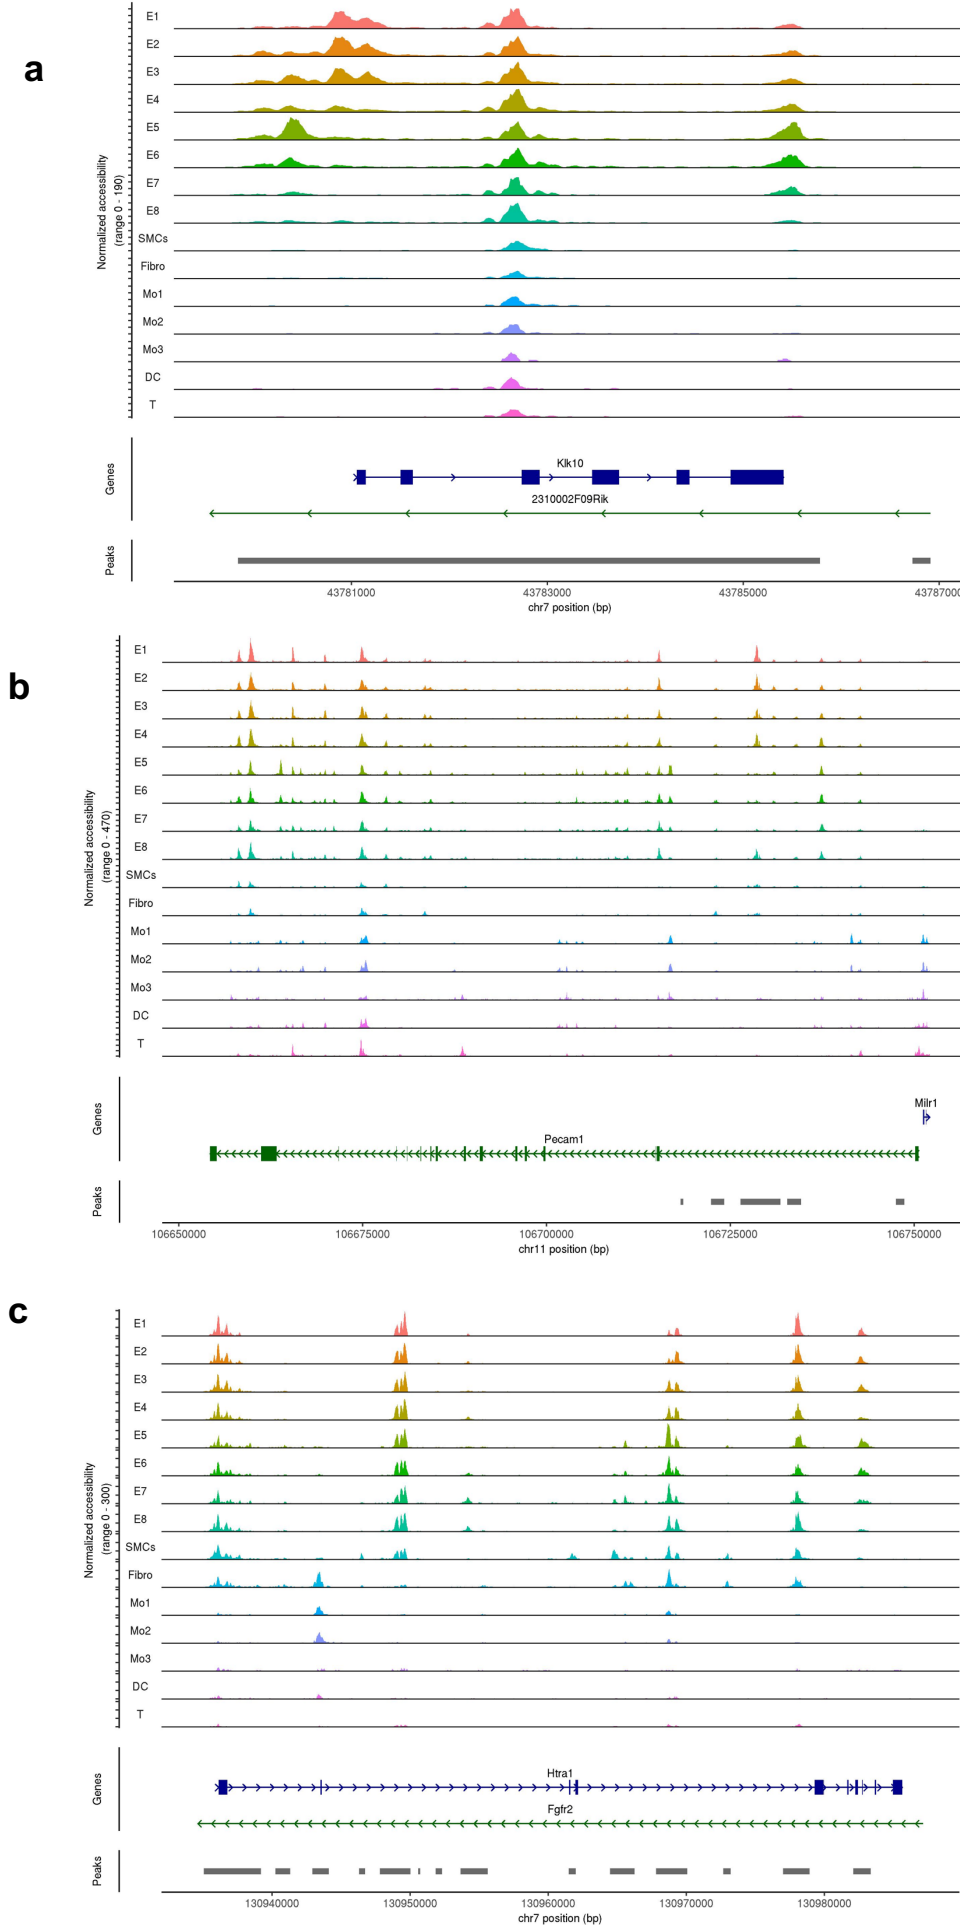 a
Normalized accessibility
(range 0 - 190)
E1
E2
E3
E4
E5
E6
E7
E8
SMCs
Fibro
Mo1
Mo2
Mo3
DC
T
Genes
Klk10
2310002F09Rik
Peaks
43781000 43783000 43785000 4378700
chr7 position (bp)
b
Normalized accessibility
(range 0 - 470)
E1
E2
E3
E4
E5
E6
E7
E8
SMCs
Fibro
Mo1
Mo2
Mo3
DC
T
Genes
Milr1
Pecam1
Peaks
106650000 106675000 106700000 106725000 106750000
chr11 position (bp)
c
Normalized accessibility
(range 0 - 300)
E1
E2
E3
E4
E5
E6
E7
E8
SMCs
Fibro
Mo1
Mo2
Mo3
DC
T
Genes
Htra1
Fgfr2
Peaks
130940000 130950000 130960000 130970000 130980000
chr7 position (bp)